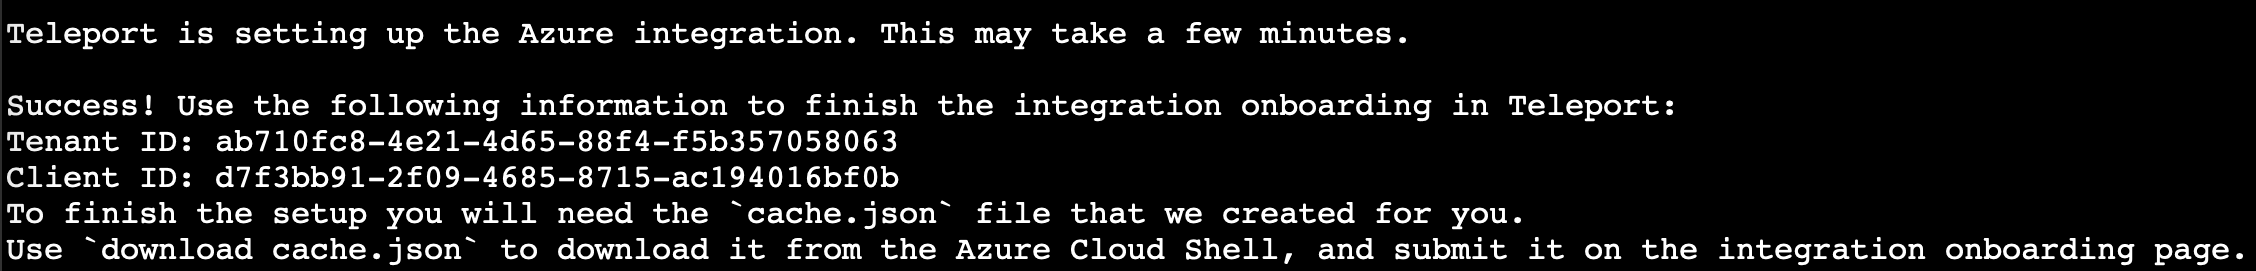 Teleport is setting up the Azure integration. This may take a few minutes.
Success! Use the following information to finish the integration onboarding in Teleport:
Tenant ID: ab710fc8-4e21-4d65-88f4-f5b357058063
Client ID: d7f3bb91-2f09-4685-8715-ac194016bf0b
To finish the setup you will need the `cache.json` file that we created for you.
Use `download cache.json` to download it from the Azure Cloud Shell, and submit it on the integration onboarding page.